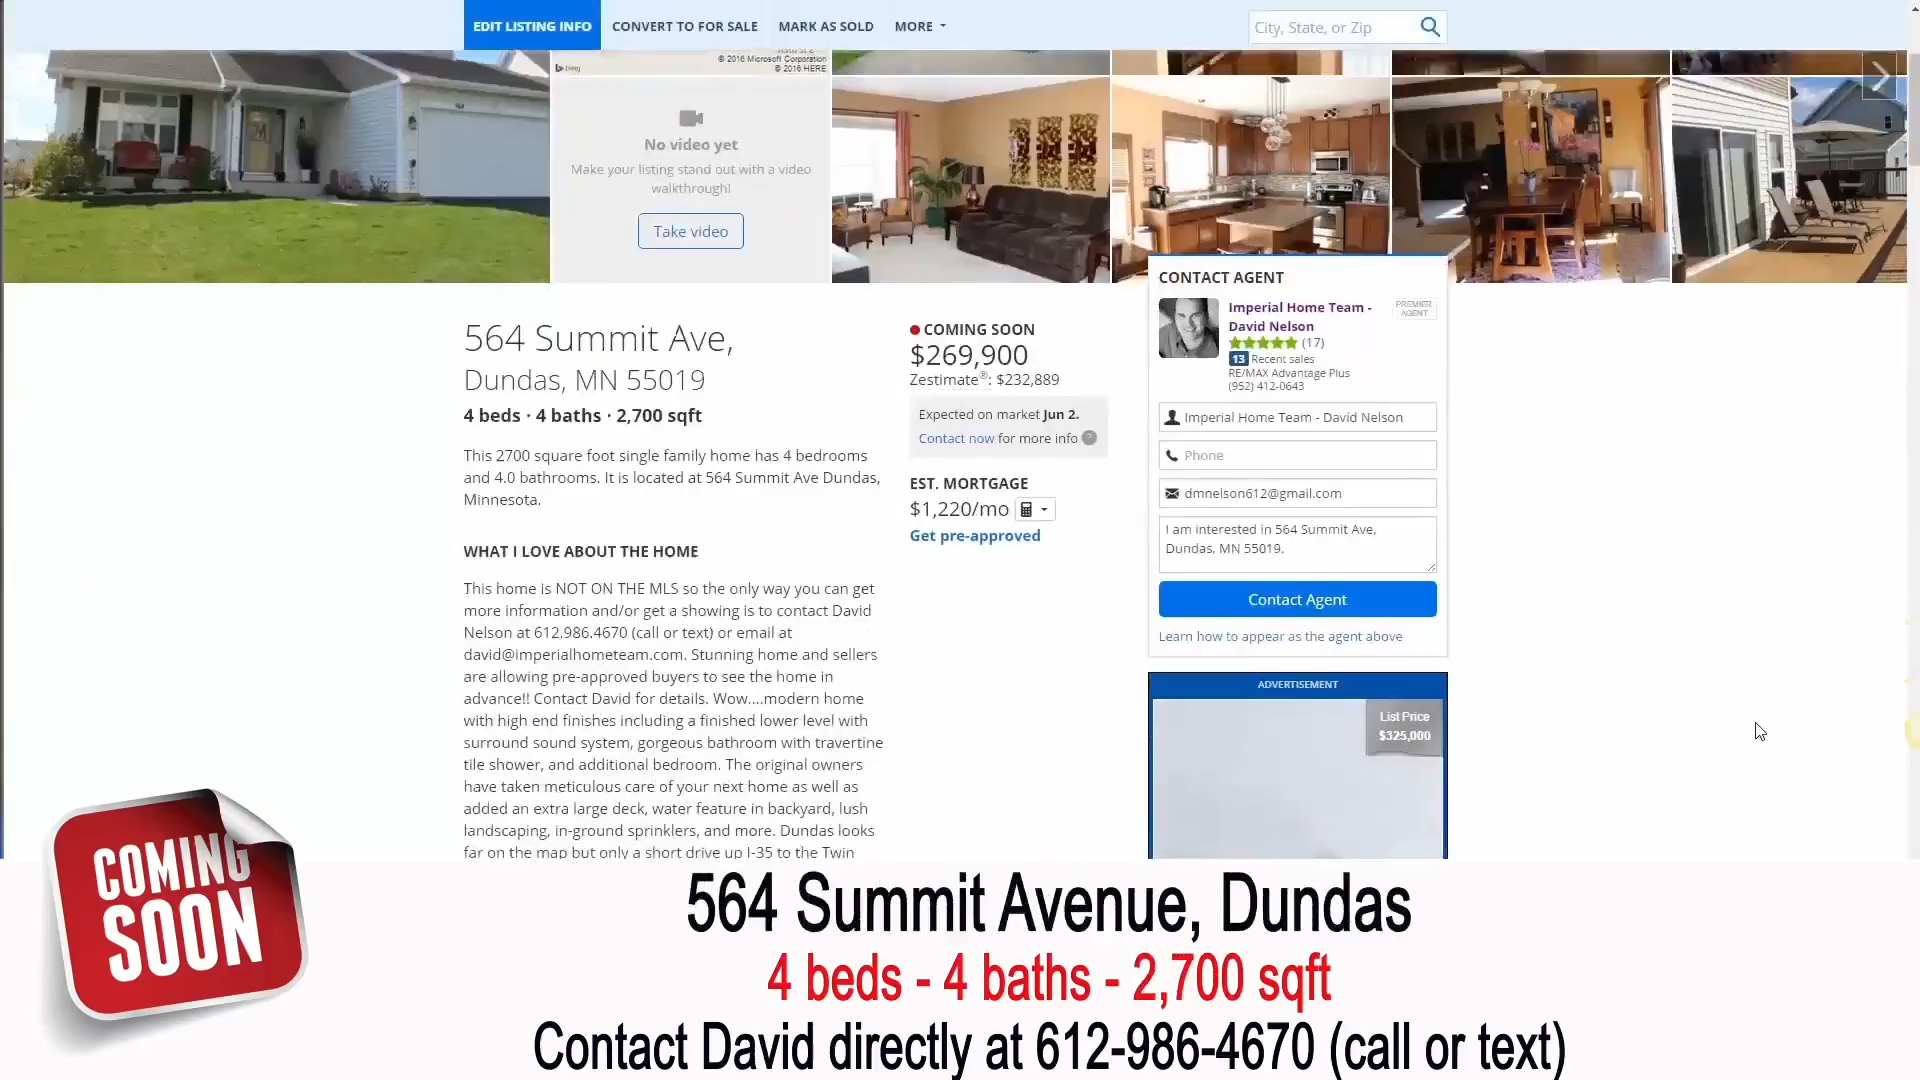 EDIT LISTING INFO
CONVERT TO FOR SALE
MARK AS SOLD
MORE
City, State, or Zip
© 2016 Microsoft Corporation
bing
© 2016 HERE
No video yet
Make your listing stand out with a video
walkthrough!
Take video
564 Summit Ave,
Dundas, MN 55019
4 beds · 4 baths · 2,700 sqft
This 2700 square foot single family home has 4 bedrooms
and 4.0 bathrooms. It is located at 564 Summit Ave Dundas,
Minnesota.
WHAT I LOVE ABOUT THE HOME
This home is NOT ON THE MLS so the only way you can get
more information and/or get a showing is to contact David
Nelson at 612.986.4670 (call or text) or email at
david@imperialhometeam.com. Stunning home and sellers
are allowing pre-approved buyers to see the home in
advance!! Contact David for details. Wow....modern home
with high end finishes including a finished lower level with
surround sound system, gorgeous bathroom with travertine
tile shower, and additional bedroom. The original owners
have taken meticulous care of your next home as well as
added an extra large deck, water feature in backyard, lush
landscaping, in-ground sprinklers, and more. Dundas looks
far on the map but only a short drive up I-35 to the Twin
COMING SOON
$269,900
Zestimate®: $232,889
Expected on market Jun 2.
Contact now for more info ?
EST. MORTGAGE
$1,220/mo
Get pre-approved
CONTACT AGENT
Imperial Home Team -
David Nelson
PREMIER
AGENT
(17)
13 Recent sales
RE/MAX Advantage Plus
(952) 412-0643
Imperial Home Team - David Nelson
Phone
dmnelson612@gmail.com
I am interested in 564 Summit Ave,
Dundas, MN 55019.
Contact Agent
Learn how to appear as the agent above
ADVERTISEMENT
List Price
$325,000
COMING
SOON
564 Summit Avenue, Dundas
4 beds - 4 baths - 2,700 sqft
Contact David directly at 612-986-4670 (call or text)